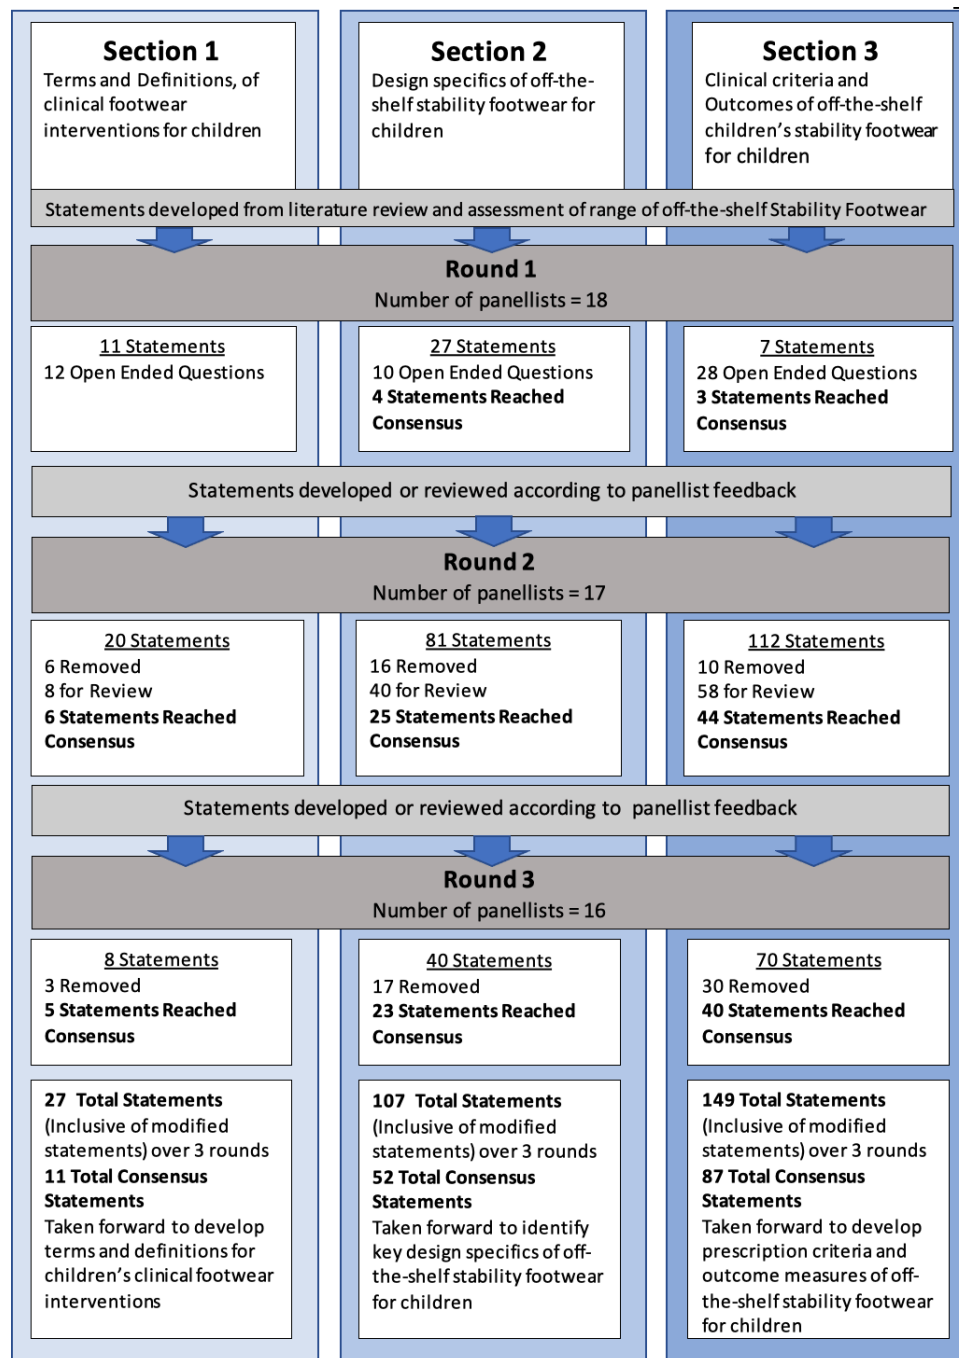 Section 1
Terms and Definitions, of
clinical footwear
interventions for children
Section 2
Design specifics of off-the-
shelf stability footwear for
children
Section 3
Clinical criteria and
Outcomes of off-the-shelf
children's stability footwear
for children
Statements developed from literature review and assessment of range of off-the-shelf Stability Footwear
Round 1
Number of panellists = 18
11 Statements
12 Open Ended Questions
27 Statements
10 Open Ended Questions
4 Statements Reached
Consensus
7 Statements
28 Open Ended Questions
3 Statements Reached
Consensus
Statements developed or reviewed according to panellist feedback
Round 2
Number of panellists = 17
20 Statements
6 Removed
8 for Review
6 Statements Reached
Consensus
81 Statements
16 Removed
40 for Review
25 Statements Reached
Consensus
112 Statements
10 Removed
58 for Review
44 Statements Reached
Consensus
Statements developed or reviewed according to panellist feedback
Round 3
Number of panellists = 16
8 Statements
3 Removed
5 Statements Reached
Consensus
40 Statements
17 Removed
23 Statements Reached
Consensus
70 Statements
30 Removed
40 Statements Reached
Consensus
27 Total Statements
(Inclusive of modified
statements) over 3 rounds
11 Total Consensus
Statements
Taken forward to develop
terms and definitions for
children's clinical footwear
interventions
107 Total Statements
(Inclusive of modified
statements) over 3 rounds
52 Total Consensus
Statements
Taken forward to identify
key design specifics of off-
the-shelf stability footwear
for children
149 Total Statements
(Inclusive of modified
statements) over 3 rounds
87 Total Consensus
Statements
Taken forward to develop
prescription criteria and
outcome measures of off-
the-shelf stability footwear
for children